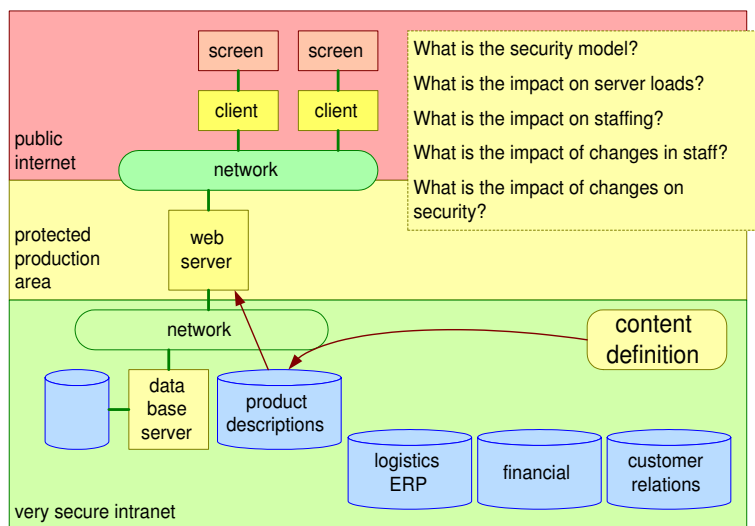 screen
screen
What is the security model?
What is the impact on server loads?
What is the impact on staffing?
What is the impact of changes in staff?
What is the impact of changes on
security?
client
client
public
internet
network
protected
production
area
web
server
network
content
definition
data
base
server
product
descriptions
logistics
ERP
financial
customer
relations
very secure intranet